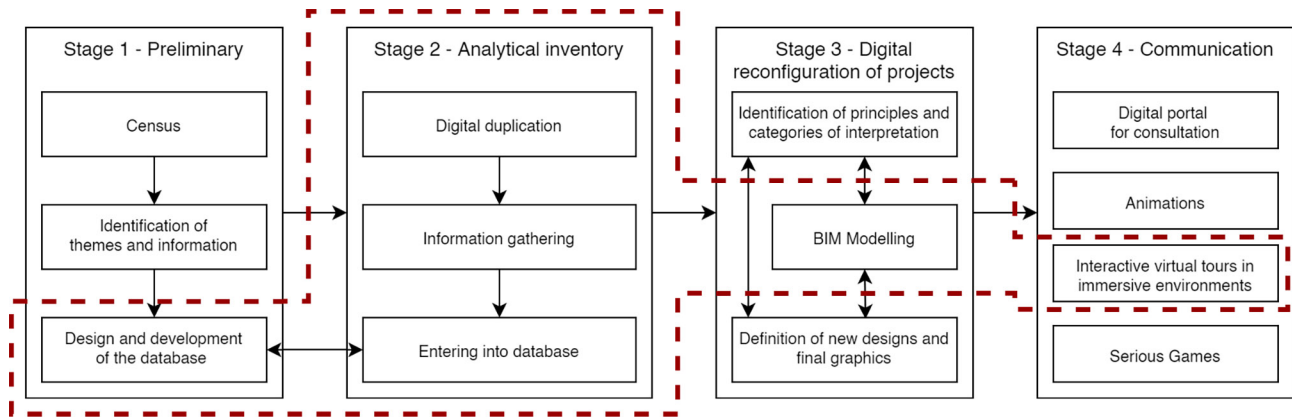 Stage 1 - Preliminary
Census
Identification of
themes and information
Design and development
of the database
Stage 2 - Analytical inventory
Digital duplication
Information gathering
Entering into database
Stage 3 - Digital
reconfiguration of projects
Identification of principles and
categories of interpretation
BIM Modelling
Definition of new designs and
final graphics
Stage 4 - Communication
Digital portal
for consultation
Animations
Interactive virtual tours in
immersive environments
Serious Games